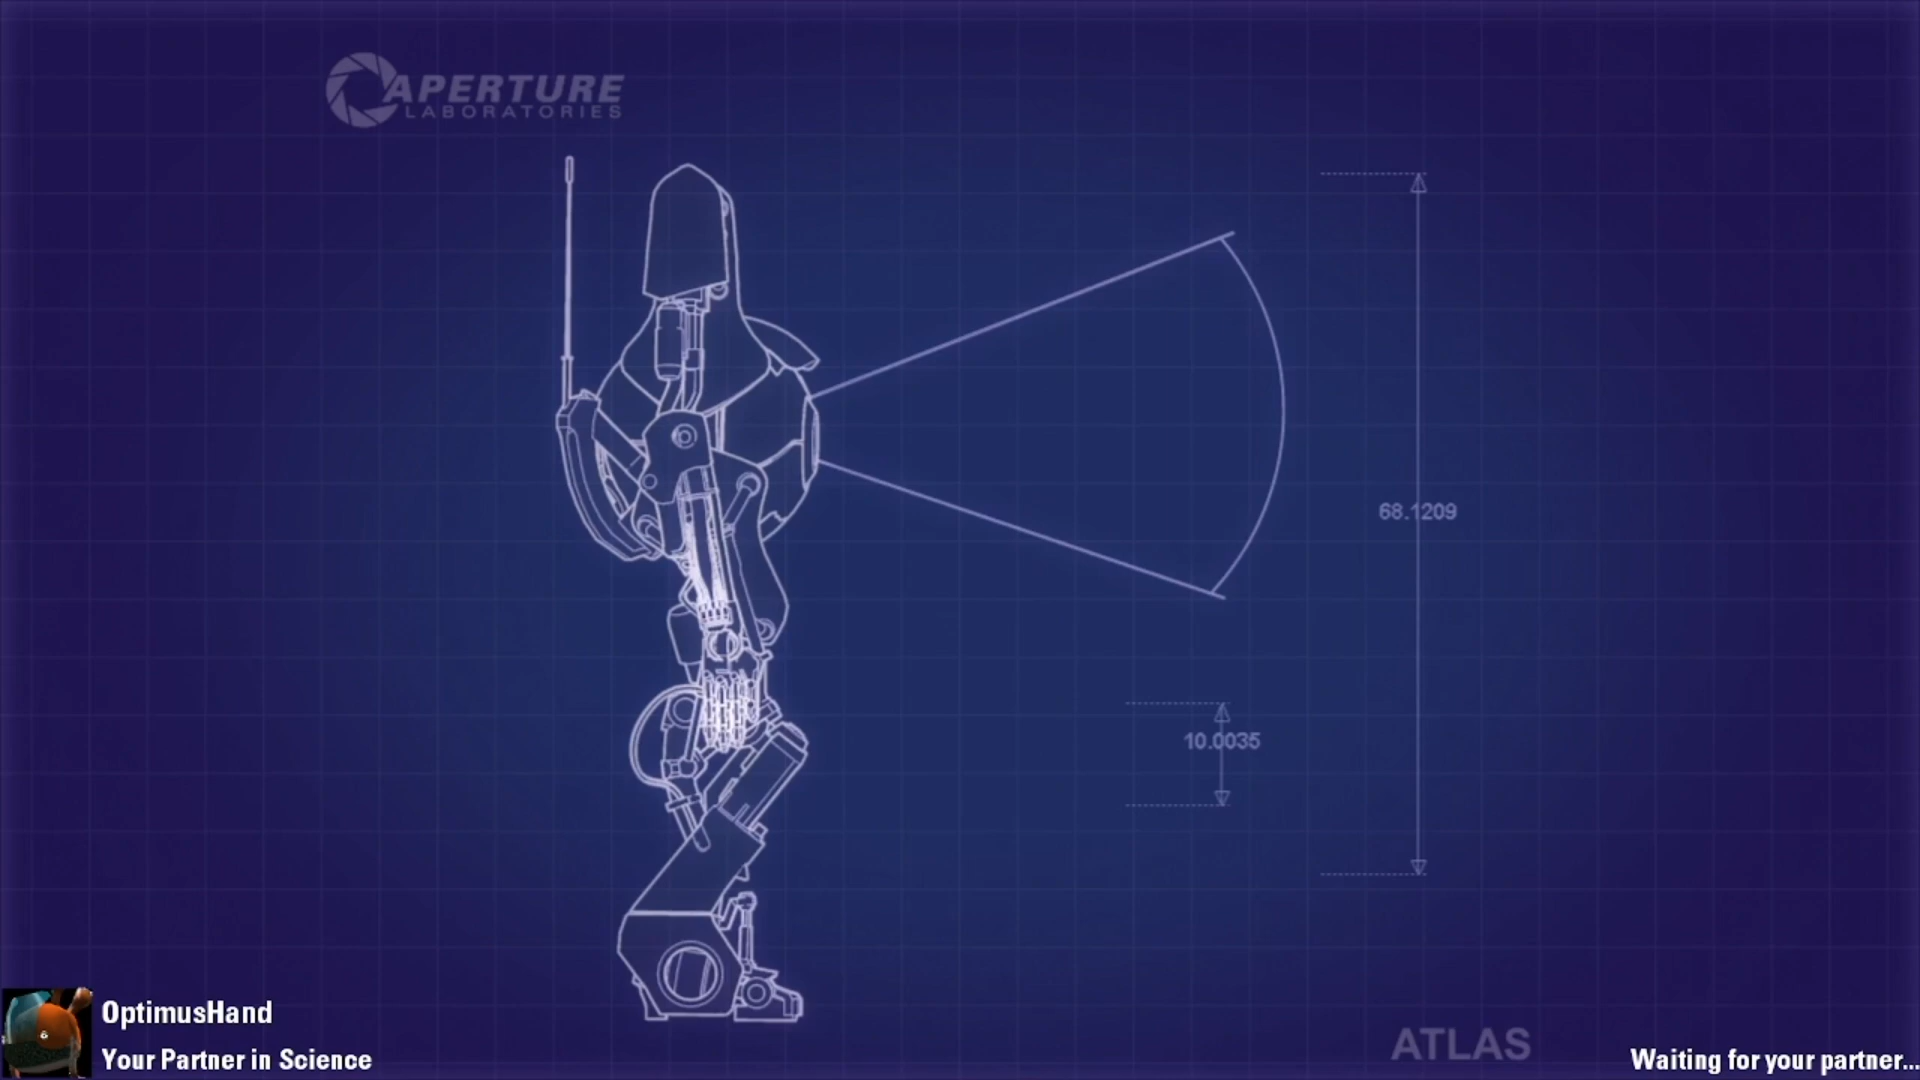 APERTURE
LABORATORIES
68.1209
10.0035
OptimusHand
Your Partner in Science
ATLAS
Waiting for your partner...